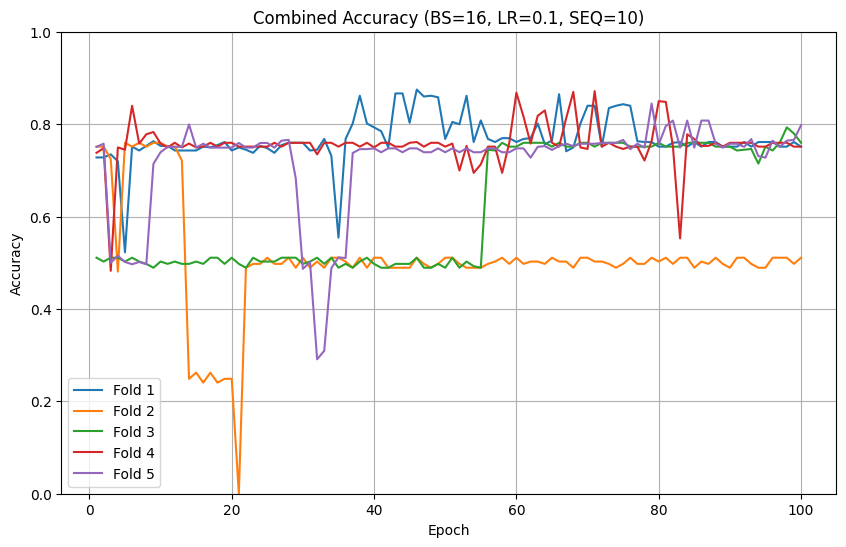 Combined Accuracy (BS=16, LR=0.1, SEQ=10)
1.0
0.8
0.6
0.4
0.2
0.0
Accuracy
Fold 1
Fold 2
Fold 3
Fold 4
Fold 5
0 20 40 60 80 100
Epoch